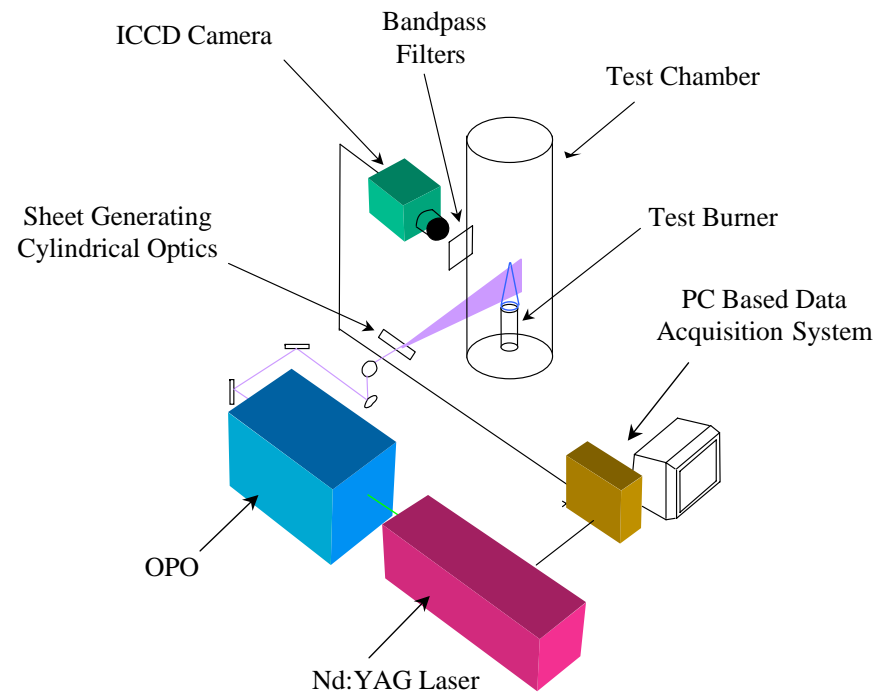 ICCD Camera
Bandpass
Filters
Test Chamber
Sheet Generating
Cylindrical Optics
Test Burner
PC Based Data
Acquisition System
OPO
Nd:YAG Laser